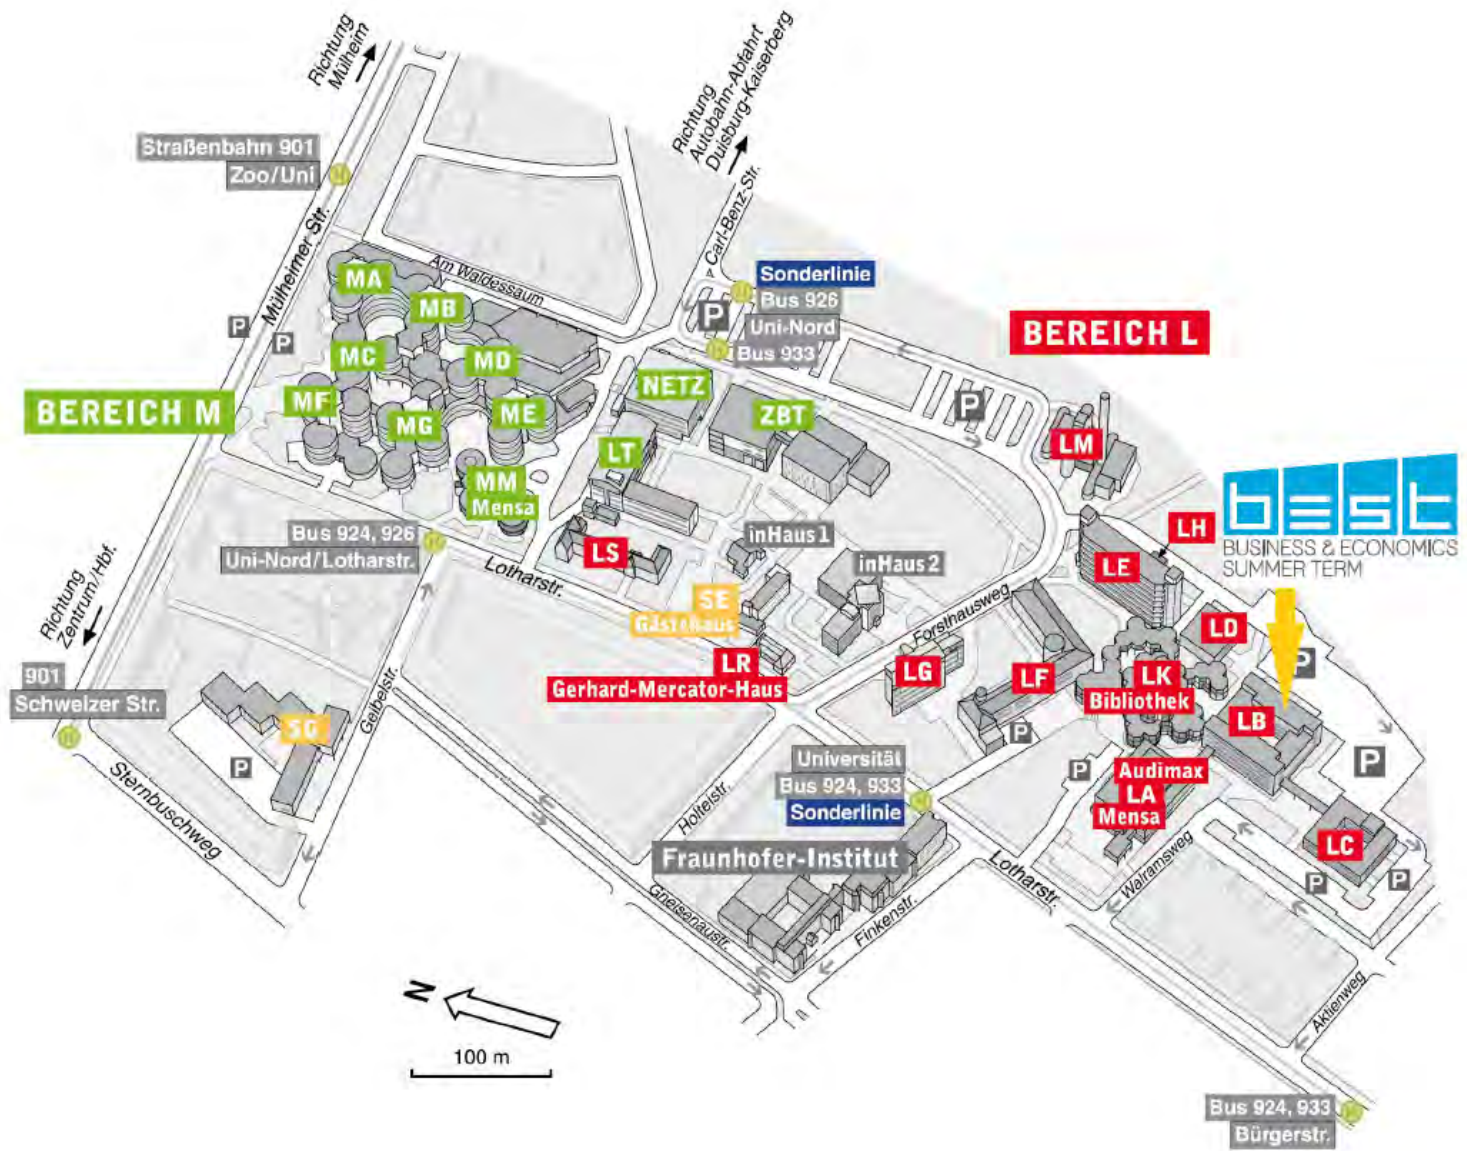 Richtung
Mülheim
Richtung
Autobahn-Abfahrt
Duisburg-Kaiserberg
Straßenbahn 901
Zoo/Uni
H
Mülheimer Str.
Carl-Benz-Str.
Am Waldessaum
Sonderlinie
Bus 926
Uni-Nord
Bus 933
H
H
P
P
P
MA
MB
MC
MD
MF
MG
ME
MM
Mensa
BEREICH M
BEREICH L
NETZ
ZBT
LT
P
LM
LH
LE
best
BUSINESS & ECONOMICS
SUMMER TERM
Bus 924, 926
Uni-Nord/Lotharstr.
H
Lotharstr.
LS
inHaus 1
inHaus 2
SE
Gästehaus
LR
Gerhard-Mercator-Haus
Forsthausweg
LG
LF
LD
LK
Bibliothek
LB
P
P
P
P
Richtung
Zentrum/Hbf.
901
Schweizer Str.
H
SG
P
Geibelstr.
Sternbuschweg
Universität
Bus 924, 933
Sonderlinie
H
Holteistr.
Fraunhofer-Institut
Gneisenaustr.
Finkenstr.
Lotharstr.
Audimax
LA
Mensa
Walramsweg
LC
P
P
Aktienweg
N
100 m
Bus 924, 933
Bürgerstr.
H